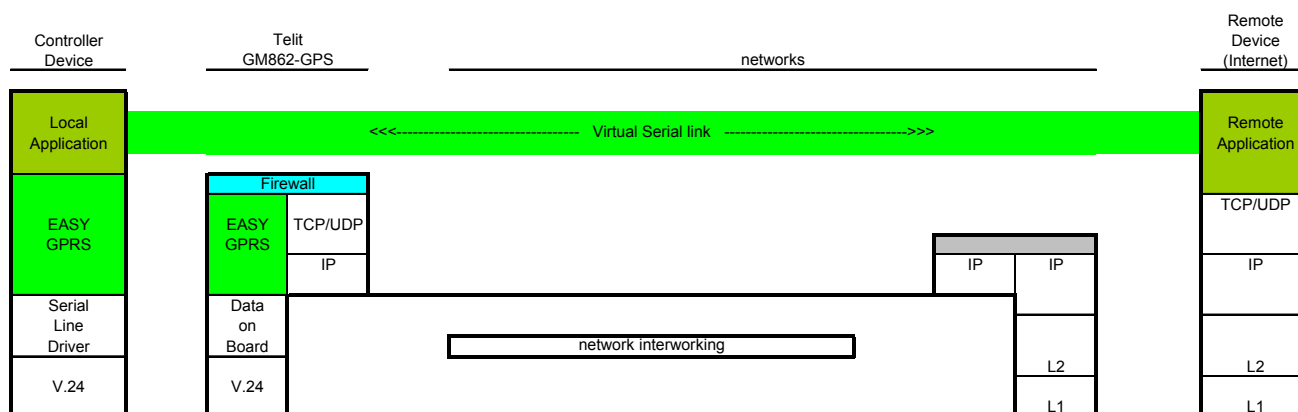 Controller
Device
Telit
GM862-GPS
networks
Remote
Device
(Internet)
Local
Application
<<<---------------------------------- Virtual Serial link ---------------------------------->>>
Remote
Application
Firewall
EASY
GPRS
EASY
GPRS
TCP/UDP
TCP/UDP
IP
IP
IP
IP
Serial
Line
Driver
Data
on
Board
network interworking
L2
L2
V.24
V.24
L1
L1